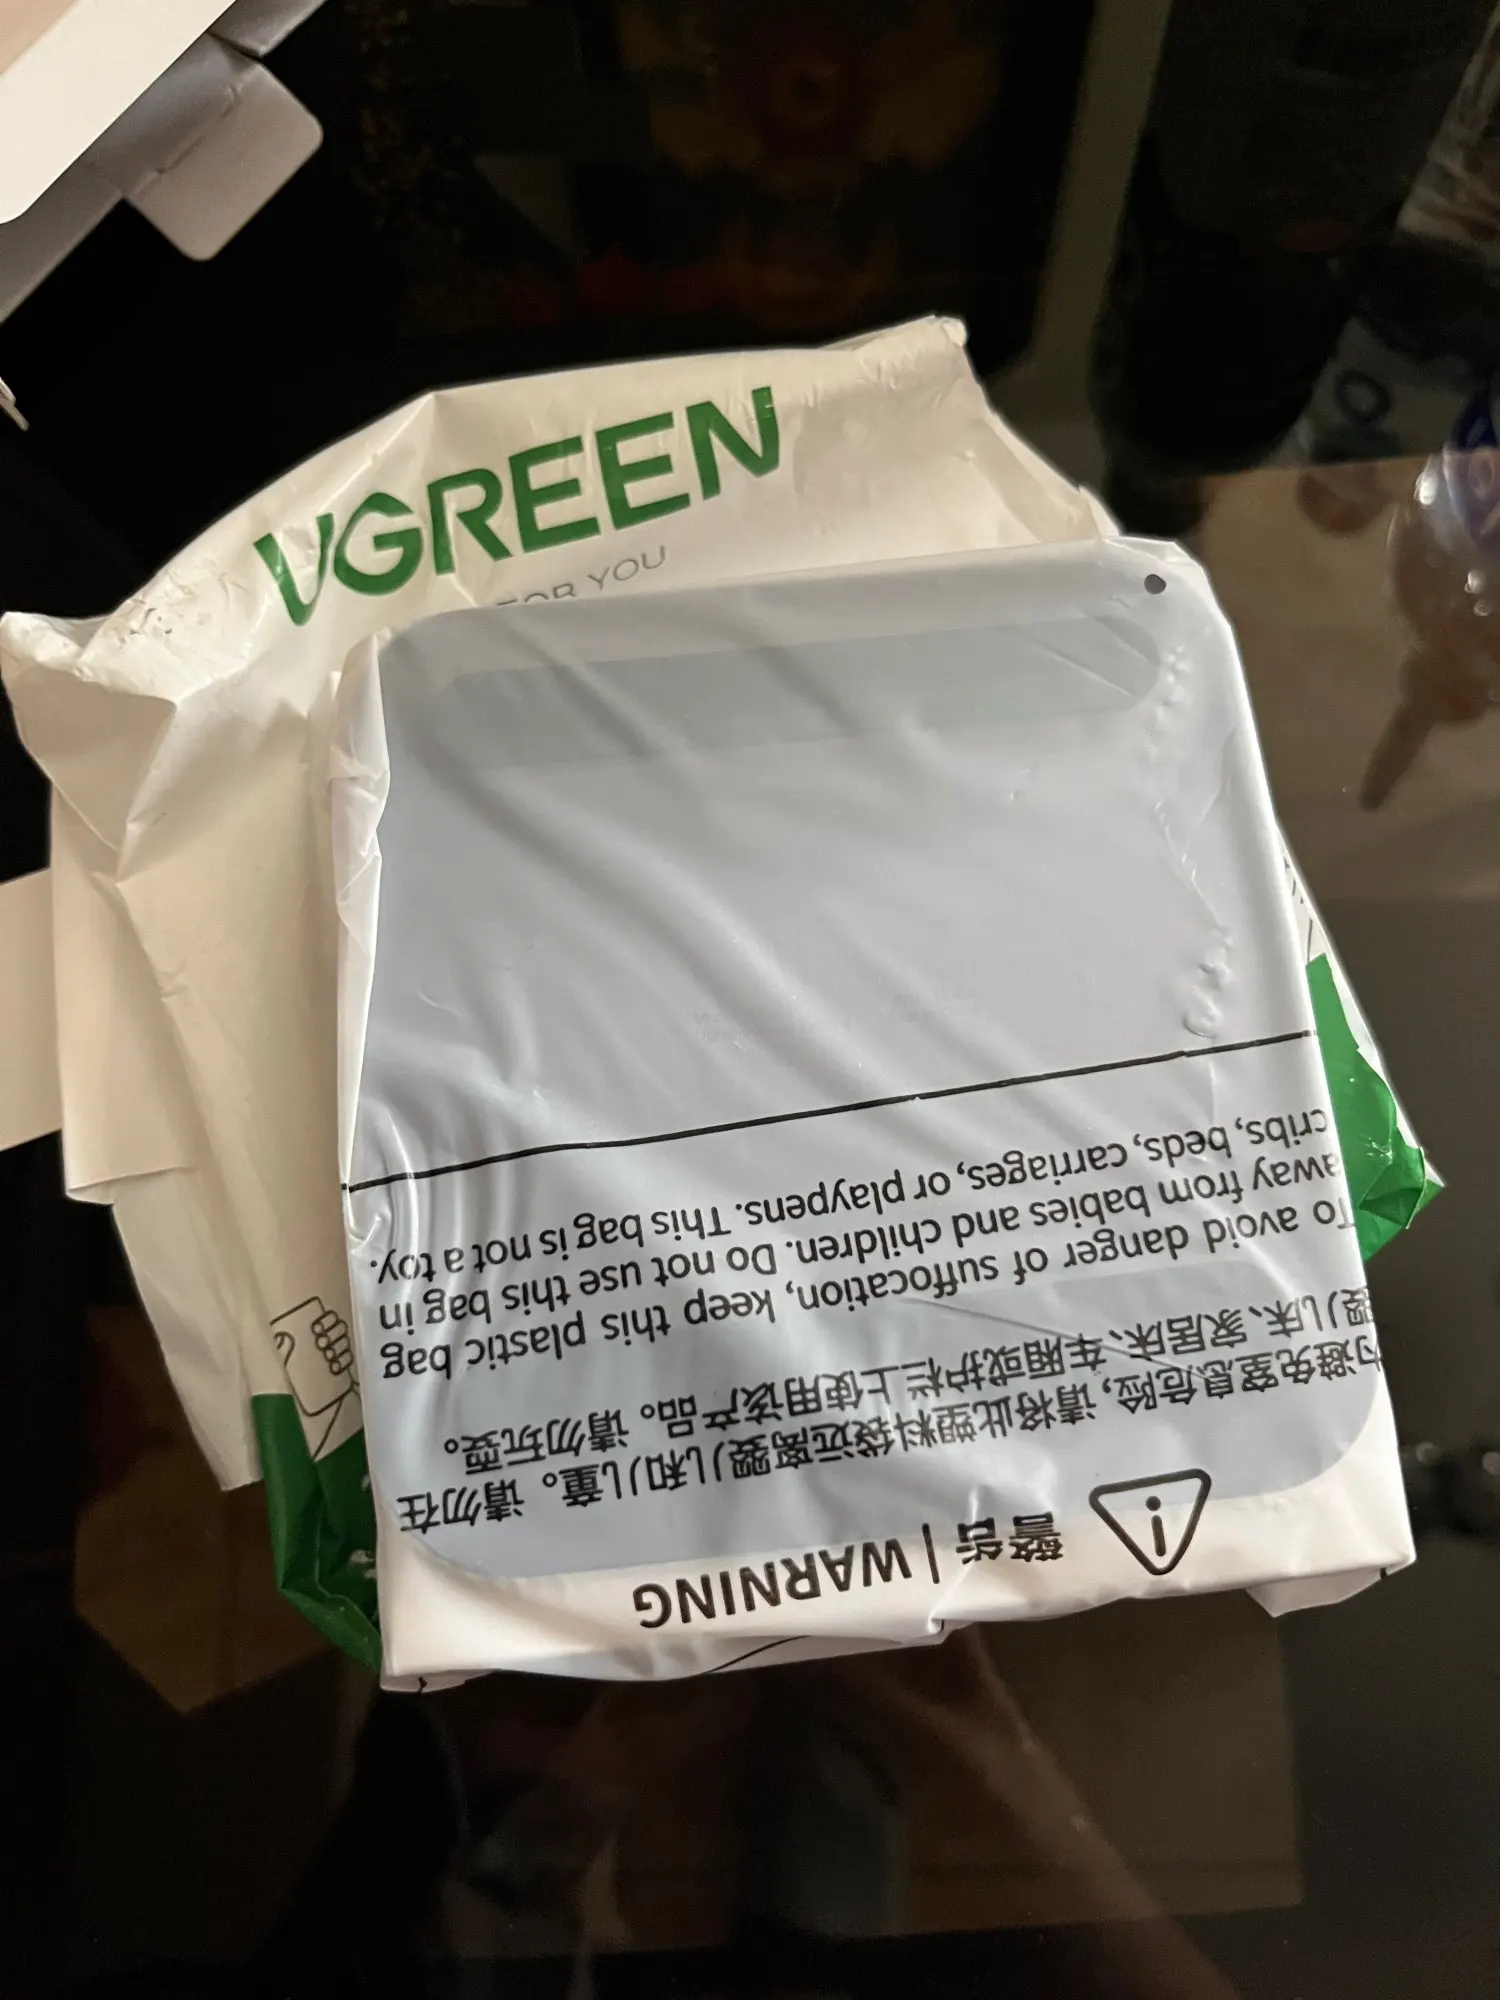 UGREEN
FOR YOU
警告 | WARNING
为避免窒息危险，请将此塑料袋远离婴儿和儿童。请勿在
婴儿床、家居床、车厢或护栏上使用该产品。请勿玩耍。
To avoid danger of suffocation, keep this plastic bag
away from babies and children. Do not use this bag in
cribs, beds, carriages, or playpens. This bag is not a toy.